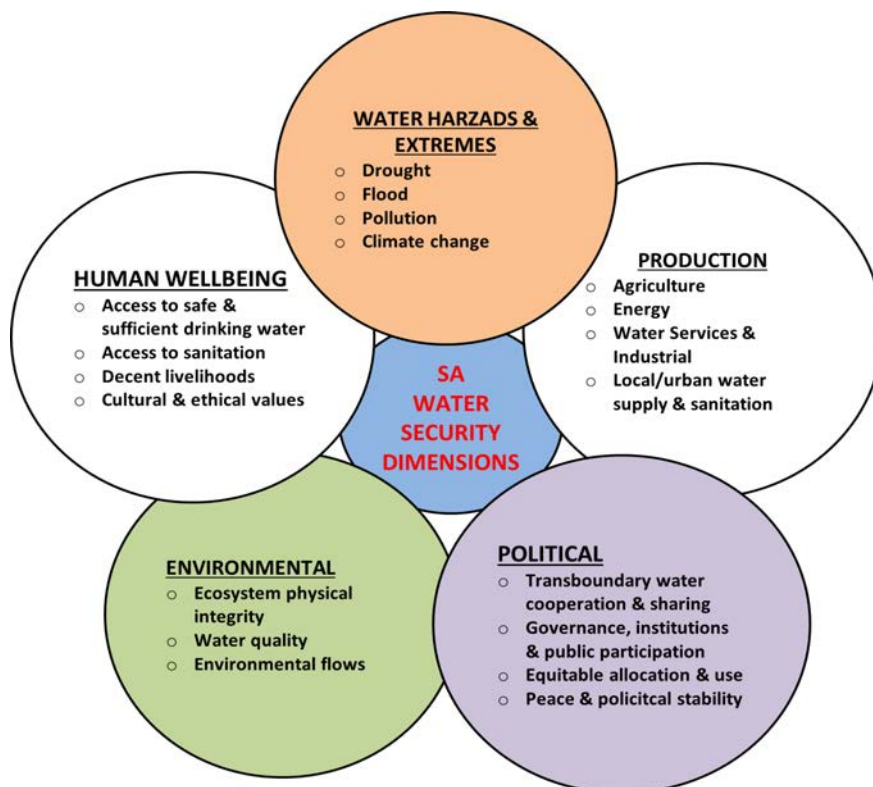 WATER HARZADS &
EXTREMES
o Drought
o Flood
o Pollution
o Climate change
HUMAN WELLBEING
o Access to safe &
sufficient drinking water
o Access to sanitation
o Decent livelihoods
o Cultural & ethical values
PRODUCTION
o Agriculture
o Energy
o Water Services &
Industrial
o Local/urban water
supply & sanitation
SA
WATER
SECURITY
DIMENSIONS
ENVIRONMENTAL
o Ecosystem physical
integrity
o Water quality
o Environmental flows
POLITICAL
o Transboundary water
cooperation & sharing
o Governance, institutions
& public participation
o Equitable allocation & use
o Peace & policitcal stability